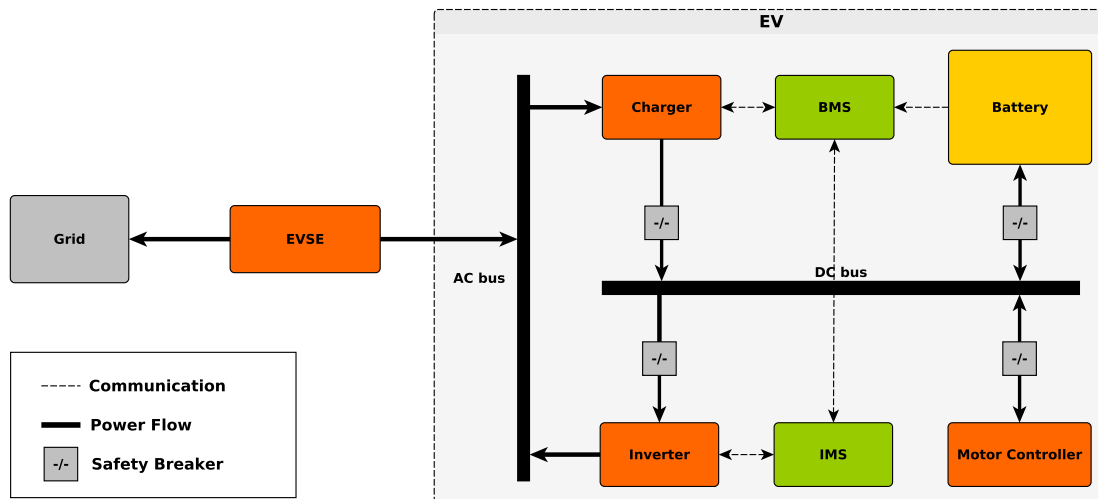 EV
Charger
BMS
Battery
-/-
-/-
Grid
EVSE
AC bus
DC bus
-/-
-/-
Inverter
IMS
Motor Controller
Communication
Power Flow
-/-
Safety Breaker